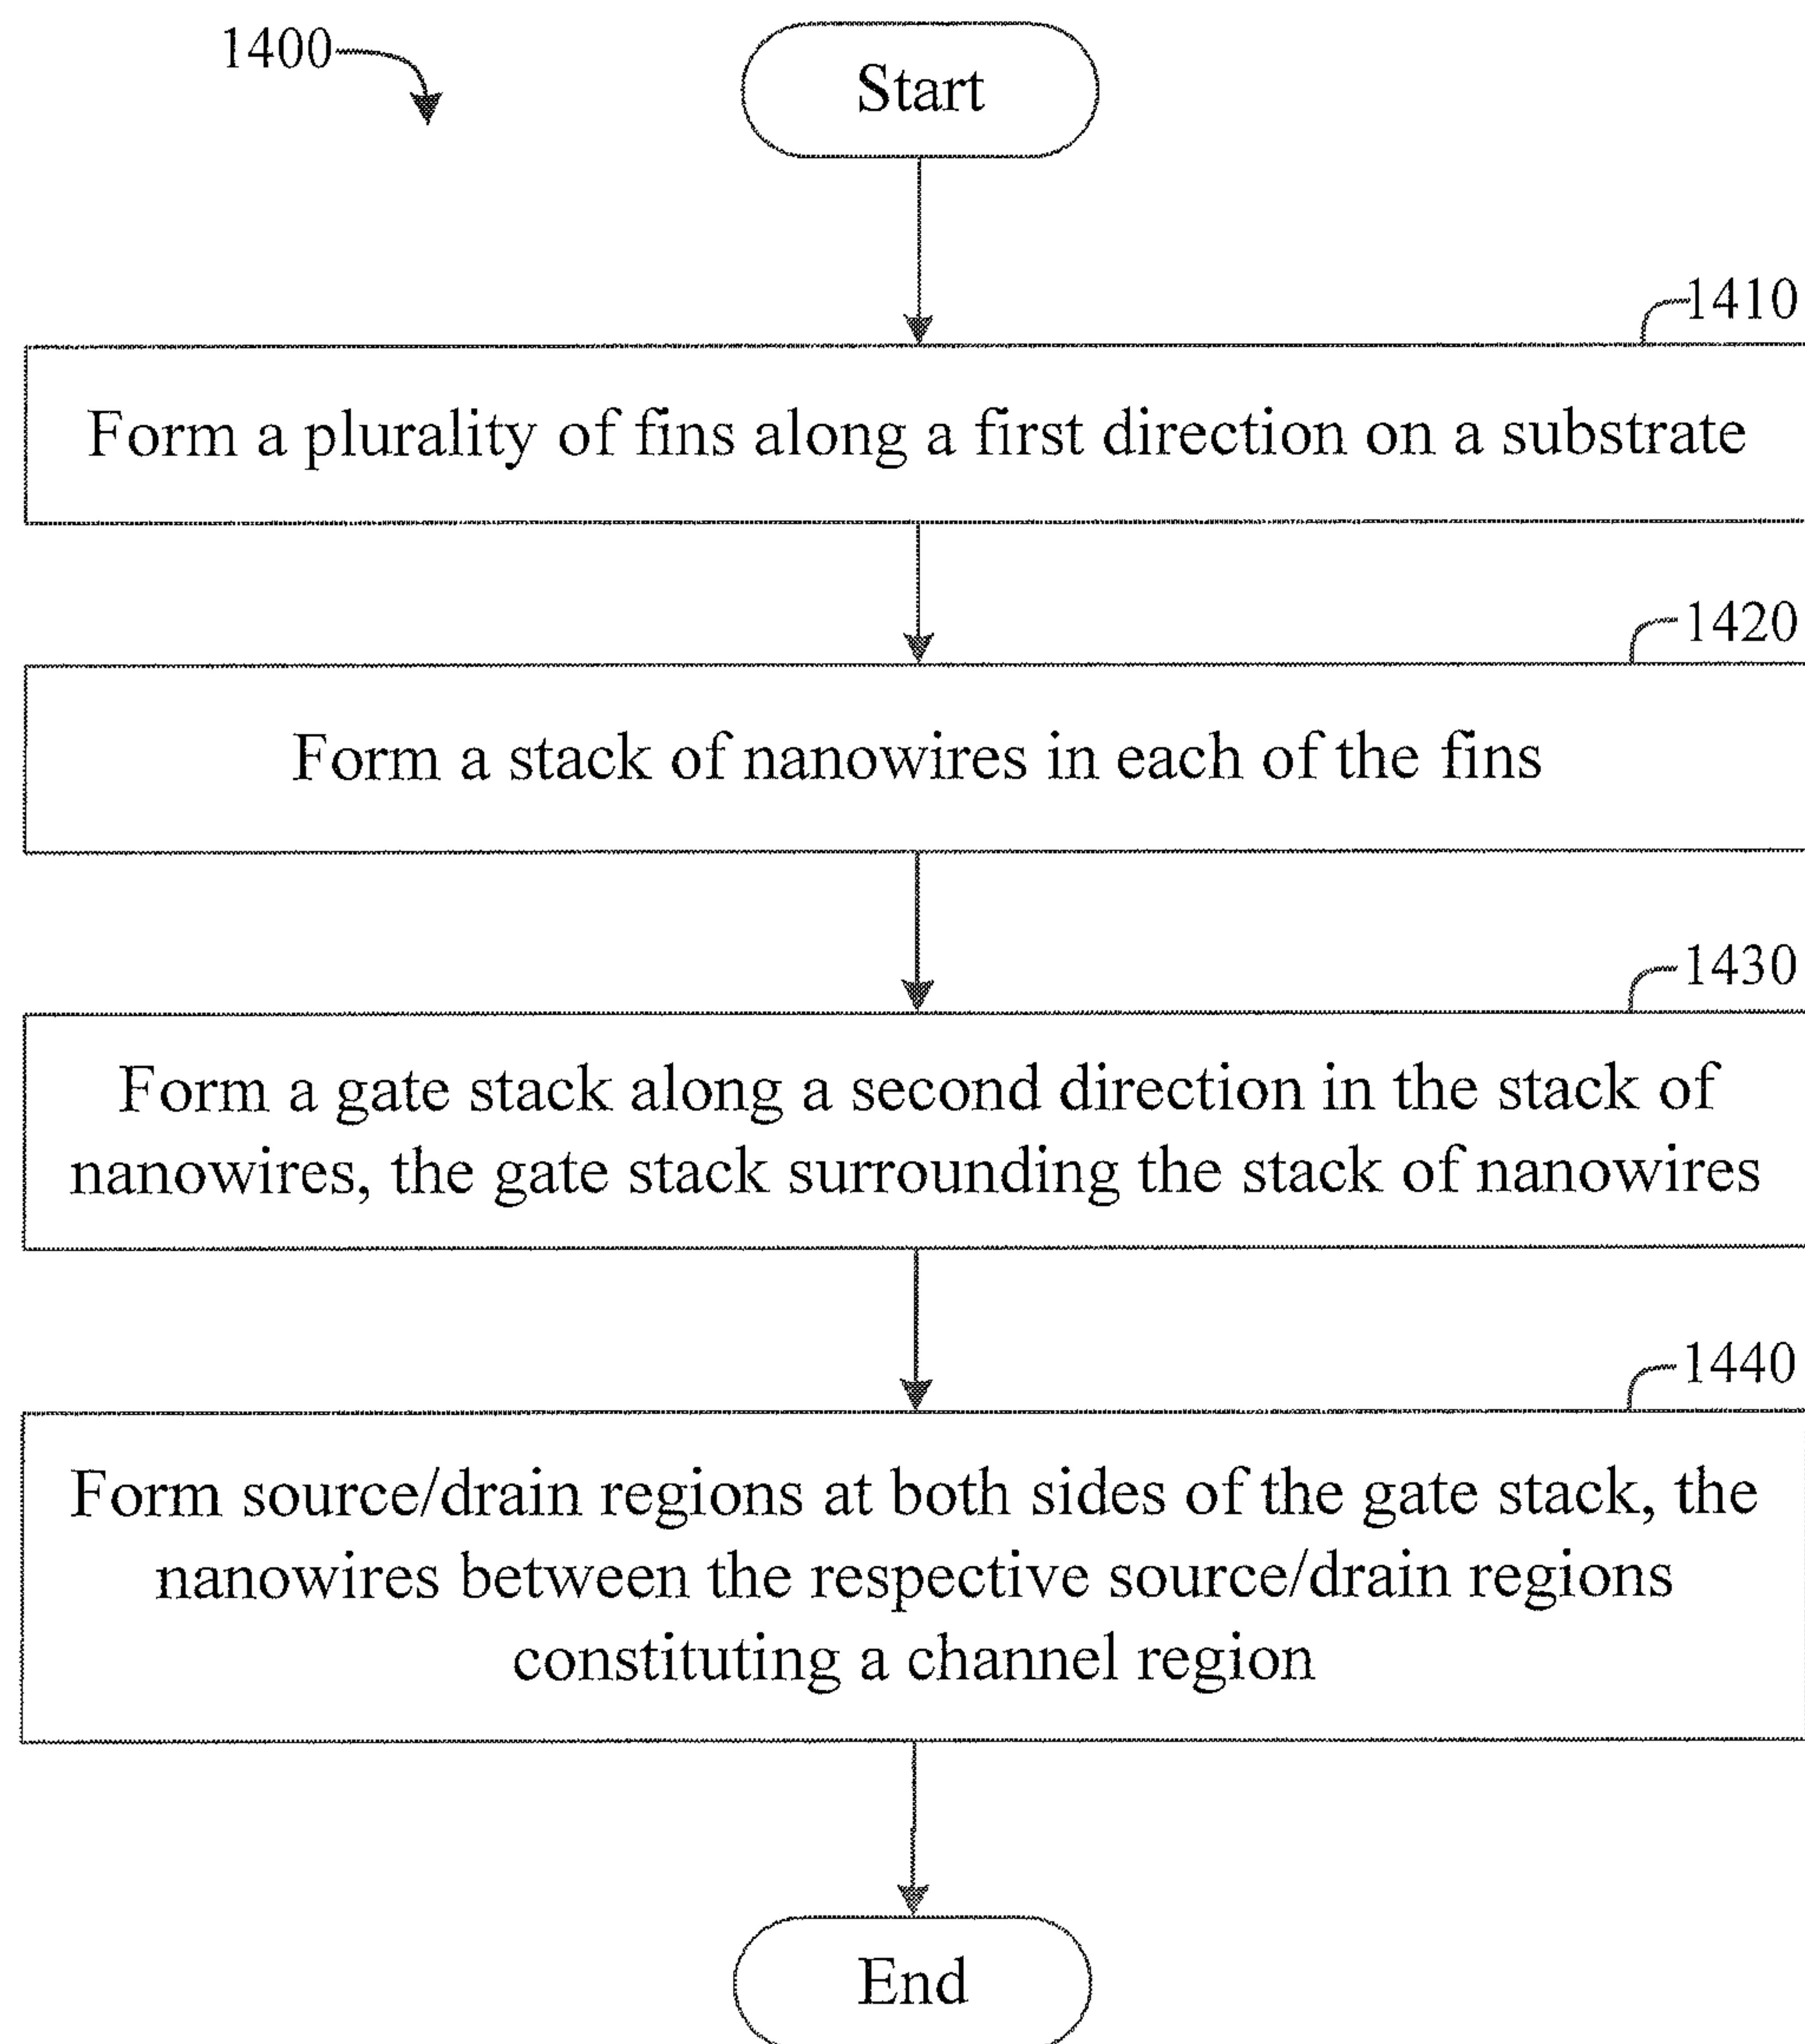 1400
Start
1410
Form a plurality of fins along a first direction on a substrate
1420
Form a stack of nanowires in each of the fins
1430
Form a gate stack along a second direction in the stack of
nanowires, the gate stack surrounding the stack of nanowires
1440
Form source/drain regions at both sides of the gate stack, the
nanowires between the respective source/drain regions
constituting a channel region
End